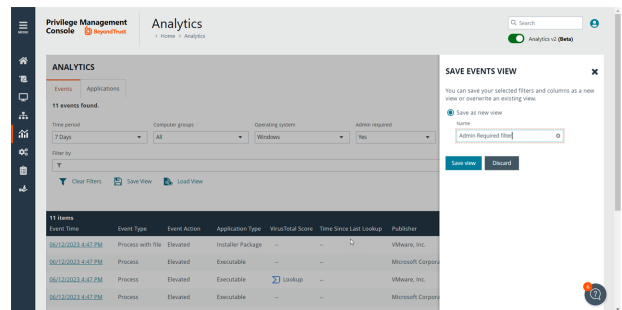 MENU
Privilege Management
Console BeyondTrust
Analytics
Home > Analytics
Search
Analytics v2 (Beta)
ANALYTICS
Events Applications
11 events found.
Time period Computer groups Operating system Admin required
7 Days All Windows Yes
Filter by
Clear Filters Save View Load View
11 items
Event Time Event Type Event Action Application Type VirusTotal Score Time Since Last Lookup Publisher
06/12/2023 4:47 PM Process with file Elevated Installer Package -- -- VMware, Inc.
06/12/2023 4:47 PM Process Elevated Executable -- -- Microsoft Corpora
06/12/2023 4:47 PM Process Elevated Executable Lookup -- VMware, Inc.
06/12/2023 4:47 PM Process Elevated Executable -- -- Microsoft Corpora
SAVE EVENTS VIEW
You can save your selected filters and columns as a new
view or overwrite an existing view.
Save as new view
Name
Admin Required filter
Save view Discard